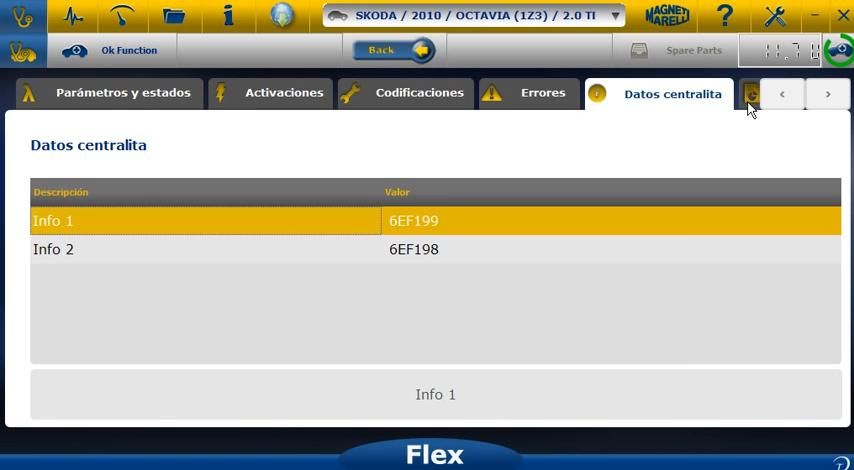 SKODA / 2010 / OCTAVIA (1Z3) / 2.0 TI
MAGNETI MARELLI
Ok Function
Back
Spare Parts
Parámetros y estados
Activaciones
Codificaciones
Errores
Datos centralita
Datos centralita
Descripción Valor
Info 1 6EF199
Info 2 6EF198
Info 1
Flex